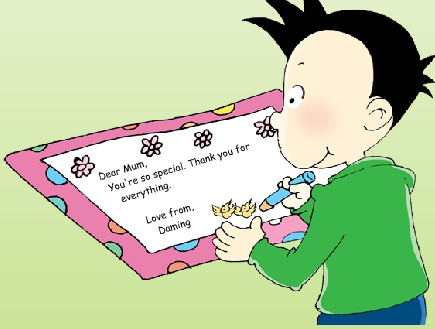 Dear Mum,
You're so special. Thank you for
everything.
Love from,
Daming